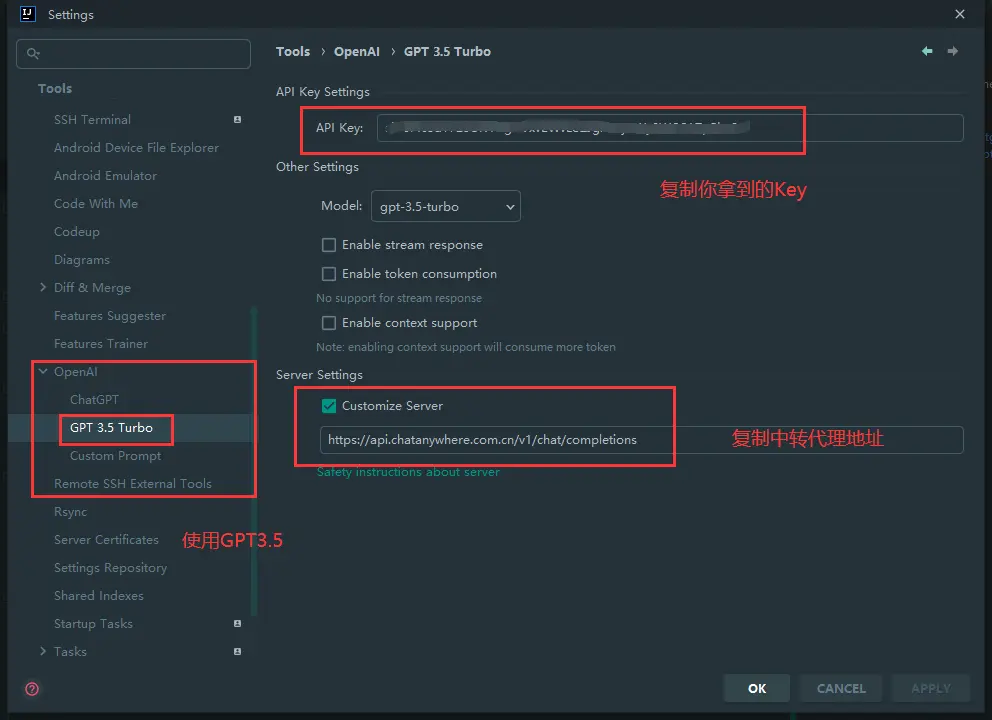 Settings
Tools
SSH Terminal
Android Device File Explorer
Android Emulator
Code With Me
Codeup
Diagrams
Diff & Merge
Features Suggester
Features Trainer
OpenAI
ChatGPT
GPT 3.5 Turbo
Custom Prompt
Remote SSH External Tools
Rsync
Server Certificates
使用GPT3.5
Settings Repository
Shared Indexes
Startup Tasks
Tasks
Tools › OpenAI › GPT 3.5 Turbo
API Key Settings
API Key:
Other Settings
复制你拿到的Key
Model: gpt-3.5-turbo
Enable stream response
Enable token consumption
No support for stream response
Enable context support
Note: enabling context support will consume more token
Server Settings
Customize Server
https://api.chatanywhere.com.cn/v1/chat/completions
复制中转代理地址
Safety instructions about server
OK
CANCEL
APPLY